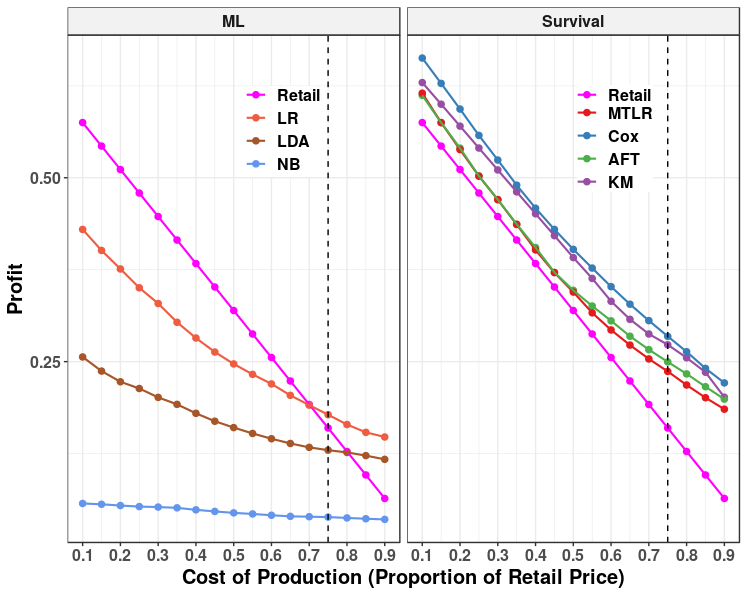 ML
Survival
Retail
LR
LDA
NB
Retail
MTLR
Cox
AFT
KM
0.50
0.25
Profit
0.1 0.2 0.3 0.4 0.5 0.6 0.7 0.8 0.9
0.1 0.2 0.3 0.4 0.5 0.6 0.7 0.8 0.9
Cost of Production (Proportion of Retail Price)